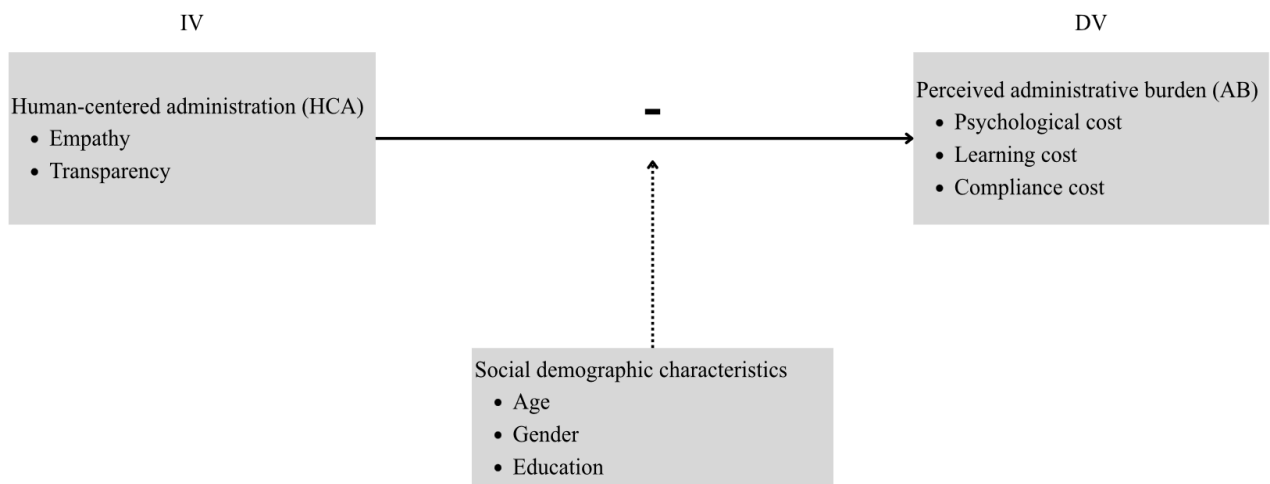 IV
DV
Human-centered administration (HCA)
• Empathy
• Transparency
-
Perceived administrative burden (AB)
• Psychological cost
• Learning cost
• Compliance cost
Social demographic characteristics
• Age
• Gender
• Education